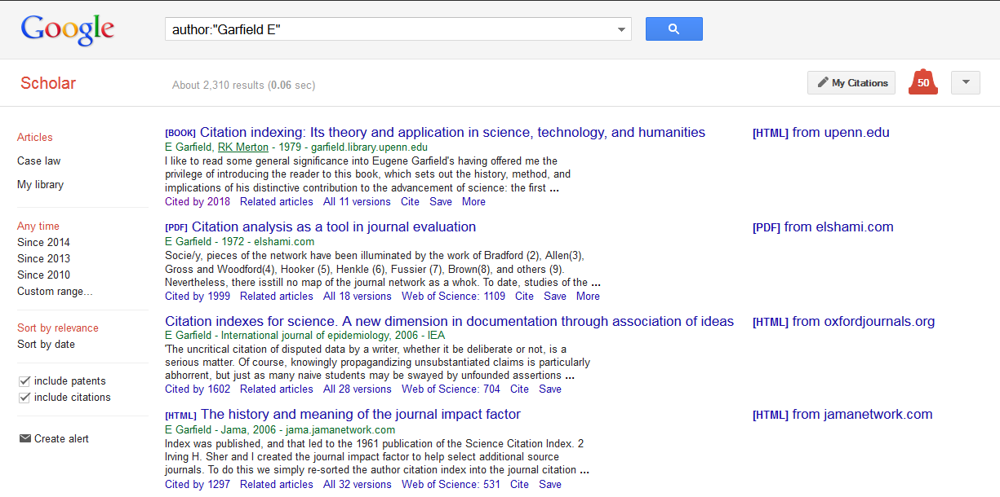 Google
author:"Garfield E"
Scholar
About 2,310 results (0.06 sec)
My Citations
50
Articles
Case law
My library
Any time
Since 2014
Since 2013
Since 2010
Custom range...
Sort by relevance
Sort by date
include patents
include citations
Create alert
[BOOK] Citation indexing: Its theory and application in science, technology, and humanities
E Garfield, RK Merton - 1979 - garfield.library.upenn.edu
I like to read some general significance into Eugene Garfield's having offered me the
privilege of introducing the reader to this book, which sets out the history, method, and
implications of his distinctive contribution to the advancement of science: the first ...
Cited by 2018 Related articles All 11 versions Cite Save More
[HTML] from upenn.edu
[PDF] Citation analysis as a tool in journal evaluation
E Garfield - 1972 - elshami.com
Socie/y, pieces of the network have been illuminated by the work of Bradford (2), Allen(3),
Gross and Woodford(4), Hooker (5), Henkle (6), Fussier (7), Brown(8), and others (9).
Nevertheless, there isstill no map of the journal network as a whok. To date, studies of the ...
Cited by 1999 Related articles All 18 versions Web of Science: 1109 Cite Save More
[PDF] from elshami.com
Citation indexes for science. A new dimension in documentation through association of ideas
E Garfield - International journal of epidemiology, 2006 - IEA
'The uncritical citation of disputed data by a writer, whether it be deliberate or not, is a
serious matter. Of course, knowingly propagandizing unsubstantiated claims is particularly
abhorrent, but just as many naive students may be swayed by unfounded assertions ...
Cited by 1602 Related articles All 28 versions Web of Science: 704 Cite Save
[HTML] from oxfordjournals.org
[HTML] The history and meaning of the journal impact factor
E Garfield - Jama, 2006 - jama.jamanetwork.com
Index was published, and that led to the 1961 publication of the Science Citation Index. 2
Irving H. Sher and I created the journal impact factor to help select additional source
journals. To do this we simply re-sorted the author citation index into the journal citation ...
Cited by 1297 Related articles All 32 versions Web of Science: 531 Cite Save
[HTML] from jamanetwork.com